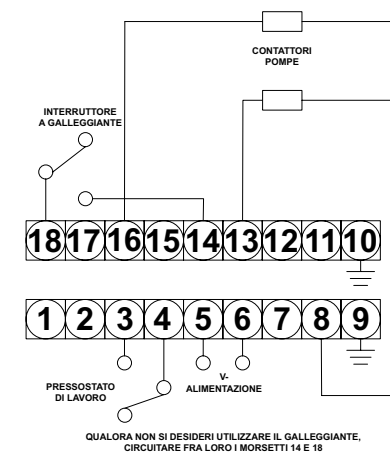 CONTATTORI
POMPE
INTERRUTTORE
A GALLEGGIANTE
18 17 16 15 14 13 12 11 10
1 2 3 4 5 6 7 8 9
PRESSOSTATO
DI LAVORO
V-
ALIMENTAZIONE
QUALORA NON SI DESIDERI UTILIZZARE IL GALLEGGIANTE,
CIRCUITARE FRA LORO I MORSETTI 14 E 18